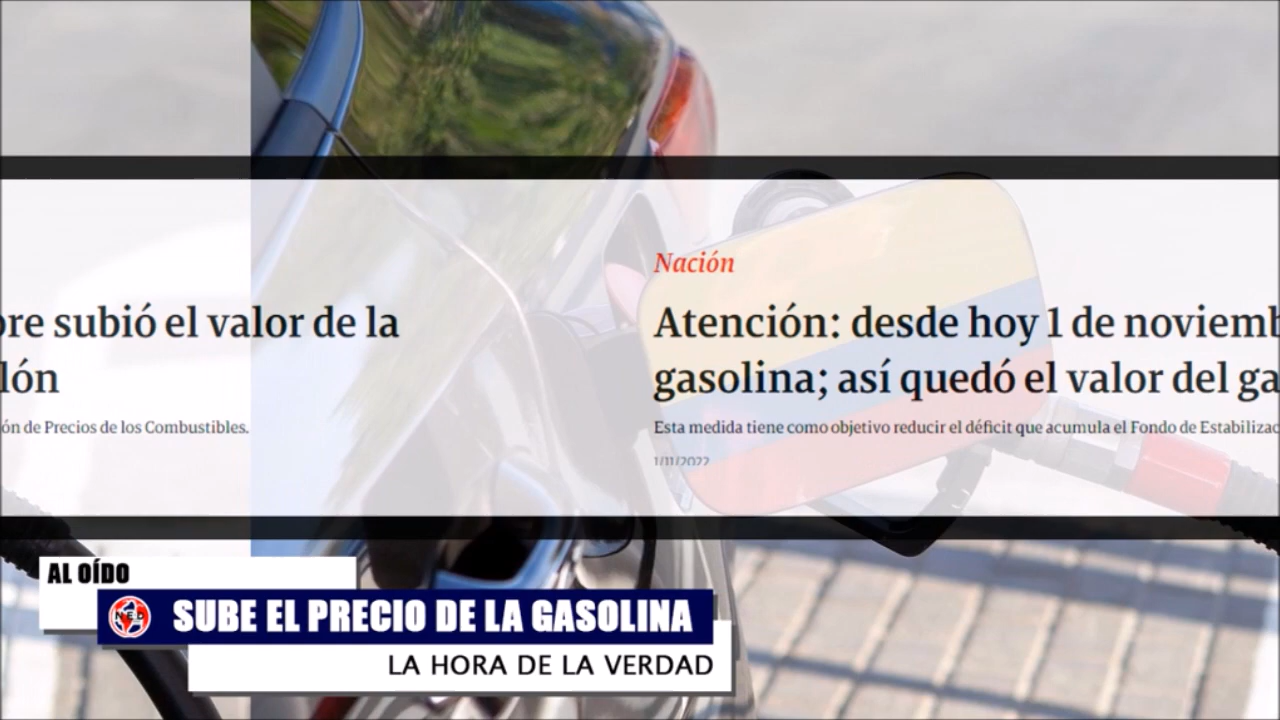 bre subió el valor de la
lón
ón de Precios de los Combustibles.
Nación
Atención: desde hoy 1 de noviemb
gasolina; así quedó el valor del ga
Esta medida tiene como objetivo reducir el déficit que acumula el Fondo de Estabilizac
1/11/2022
AL OÍDO
SUBE EL PRECIO DE LA GASOLINA
LA HORA DE LA VERDAD